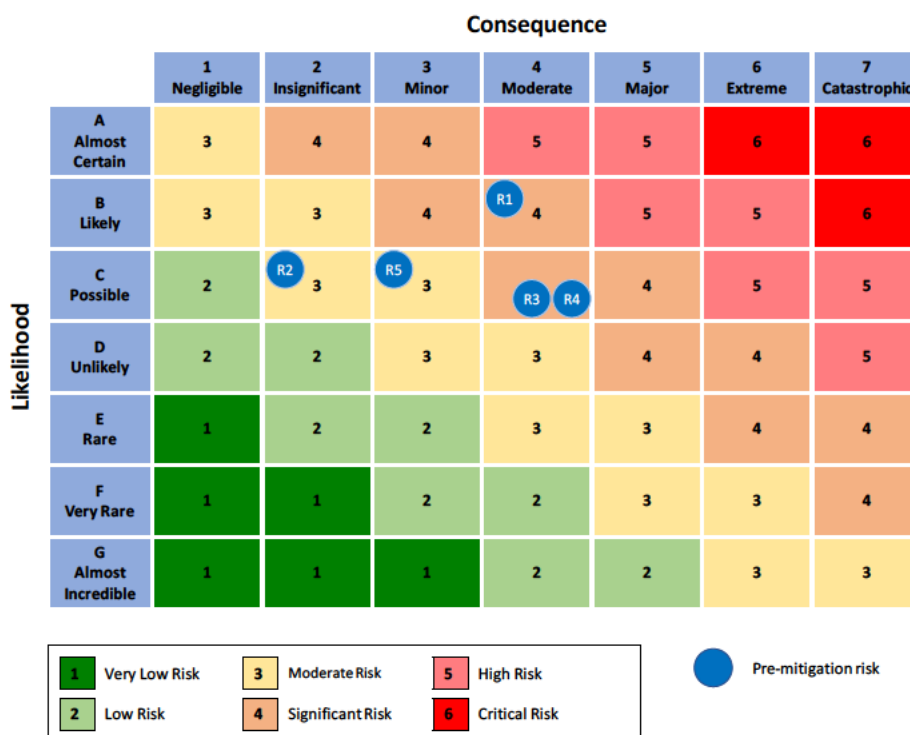 Consequence
1 2 3 4 5 6 7
Negligible Insignificant Minor Moderate Major Extreme Catastrophic
Likelihood
A
Almost
Certain
3 4 4 5 5 6 6
B
Likely
3 3 4 R1 4 5 5 6
C
Possible
2 R2 3 R5 3 R3 R4 4 5 5
D
Unlikely
2 2 3 3 4 4 5
E
Rare
1 2 2 3 3 4 4
F
Very Rare
1 1 2 2 3 3 4
G
Almost
Incredible
1 1 1 2 2 3 3
1 Very Low Risk 3 Moderate Risk 5 High Risk
2 Low Risk 4 Significant Risk 6 Critical Risk
Pre-mitigation risk